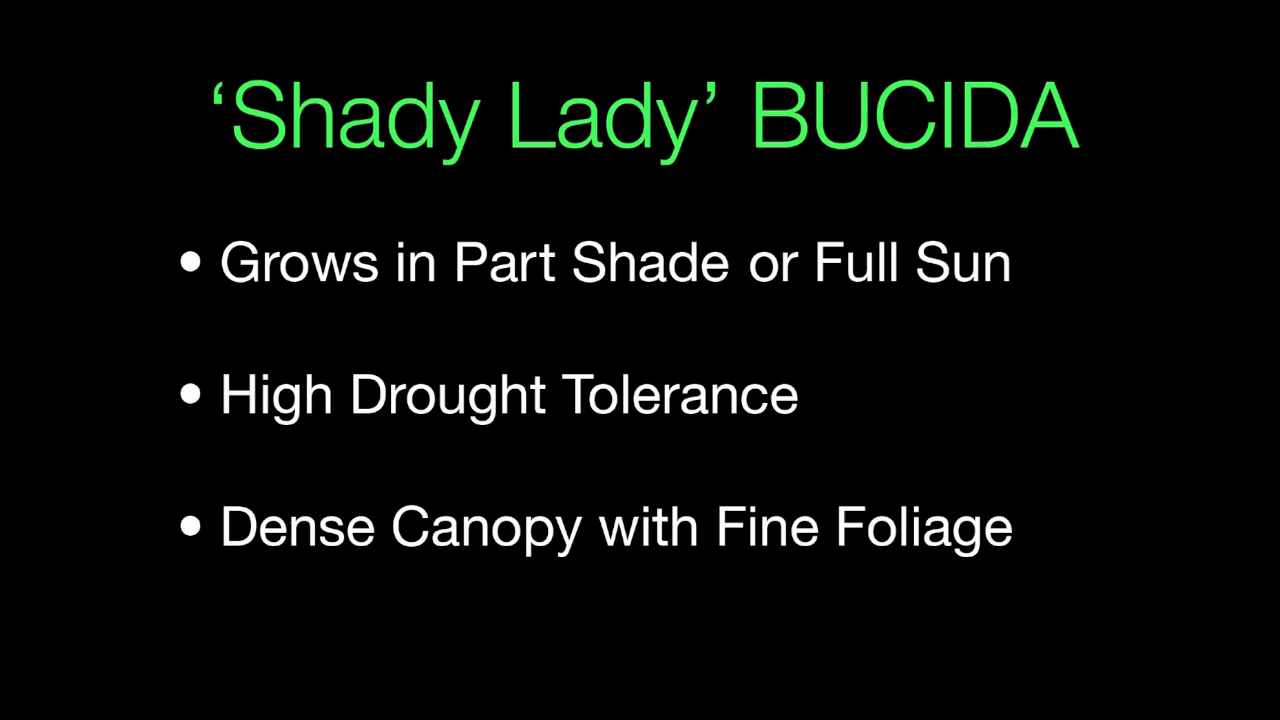 ‘Shady Lady’ BUCIDA
• Grows in Part Shade or Full Sun
• High Drought Tolerance
• Dense Canopy with Fine Foliage